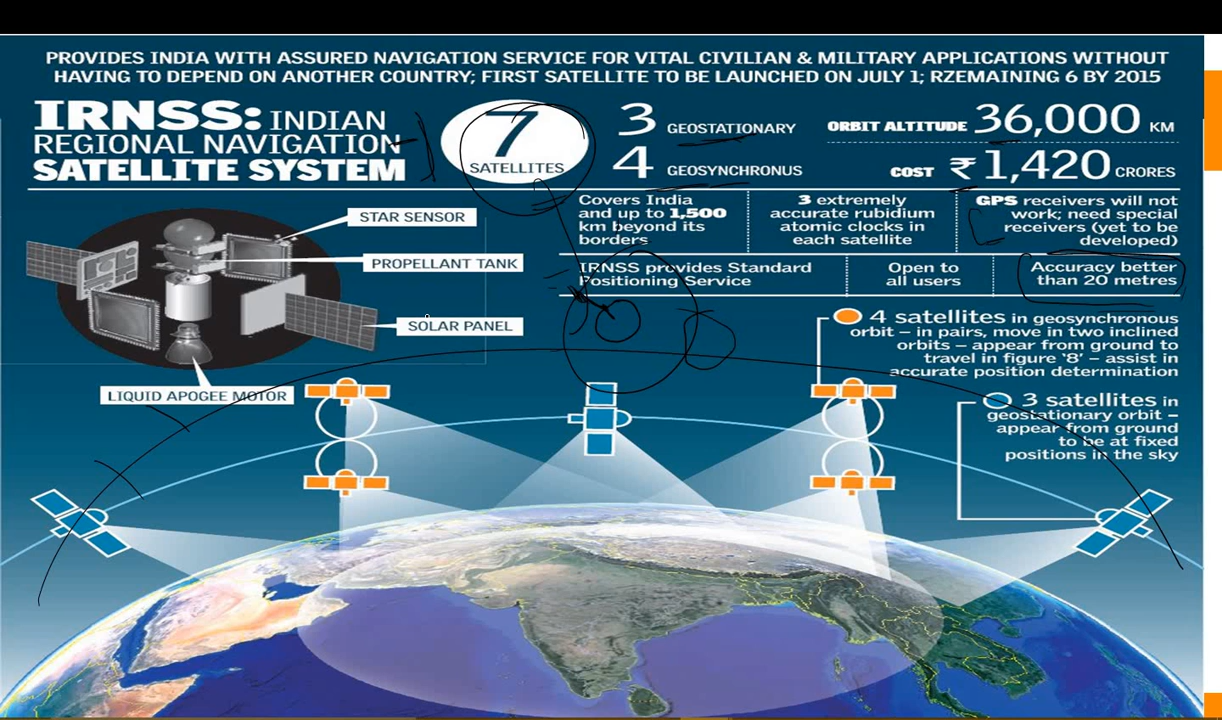 PROVIDES INDIA WITH ASSURED NAVIGATION SERVICE FOR VITAL CIVILIAN & MILITARY APPLICATIONS WITHOUT
HAVING TO DEPEND ON ANOTHER COUNTRY; FIRST SATELLITE TO BE LAUNCHED ON JULY 1; RZEMAINING 6 BY 2015
IRNSS: INDIAN
REGIONAL NAVIGATION
SATELLITE SYSTEM
7
SATELLITES
3 GEOSTATIONARY
4 GEOSYNCHRONUS
ORBIT ALTITUDE 36,000 KM
COST ₹ 1,420 CRORES
Covers India
and up to 1,500
km beyond its
borders
3 extremely
accurate rubidium
atomic clocks in
each satellite
GPS receivers will not
work; need special
receivers (yet to be
developed)
IRNSS provides Standard
Positioning Service
Open to
all users
Accuracy better
than 20 metres
STAR SENSOR
PROPELLANT TANK
SOLAR PANEL
LIQUID APOGEE MOTOR
4 satellites in geosynchronous
orbit – in pairs, move in two inclined
orbits – appear from ground to
travel in figure ‘8’ – assist in
accurate position determination
3 satellites in
geostationary orbit –
appear from ground
to be at fixed
positions in the sky